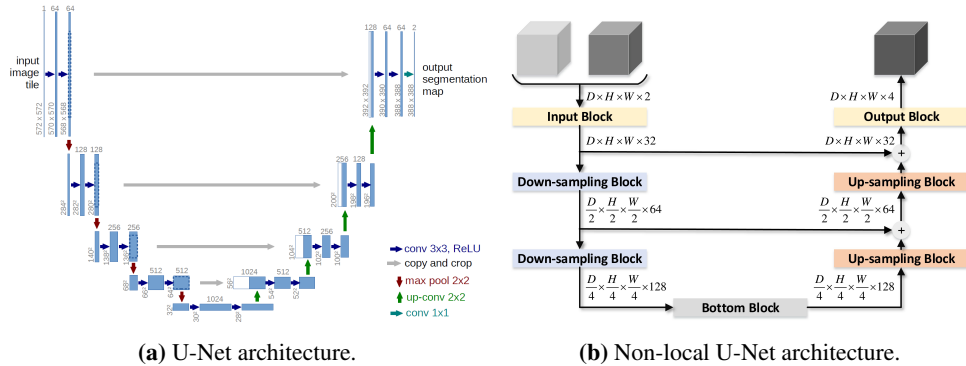 1 64 64
128 64 64 2
input
image
tile
output
segmentation
map
572 x 572
570 x 570
568 x 568
392 x 392
390 x 390
388 x 388
388 x 388
128 128
256 128
284²
282²
280²
200²
198²
196²
256 256
512 256
140²
138²
136²
104²
102²
100²
512 512
1024 512
68²
66²
64²
56²
54²
52²
1024
32²
30²
28²
conv 3x3, ReLU
copy and crop
max pool 2x2
up-conv 2x2
conv 1x1
(a) U-Net architecture.
D×H×W×2
D×H×W×4
Input Block
Output Block
D×H×W×32
D×H×W×32
+
Down-sampling Block
Up-sampling Block
D/2×H/2×W/2×64
D/2×H/2×W/2×64
+
Down-sampling Block
Up-sampling Block
D/4×H/4×W/4×128
D/4×H/4×W/4×128
Bottom Block
(b) Non-local U-Net architecture.